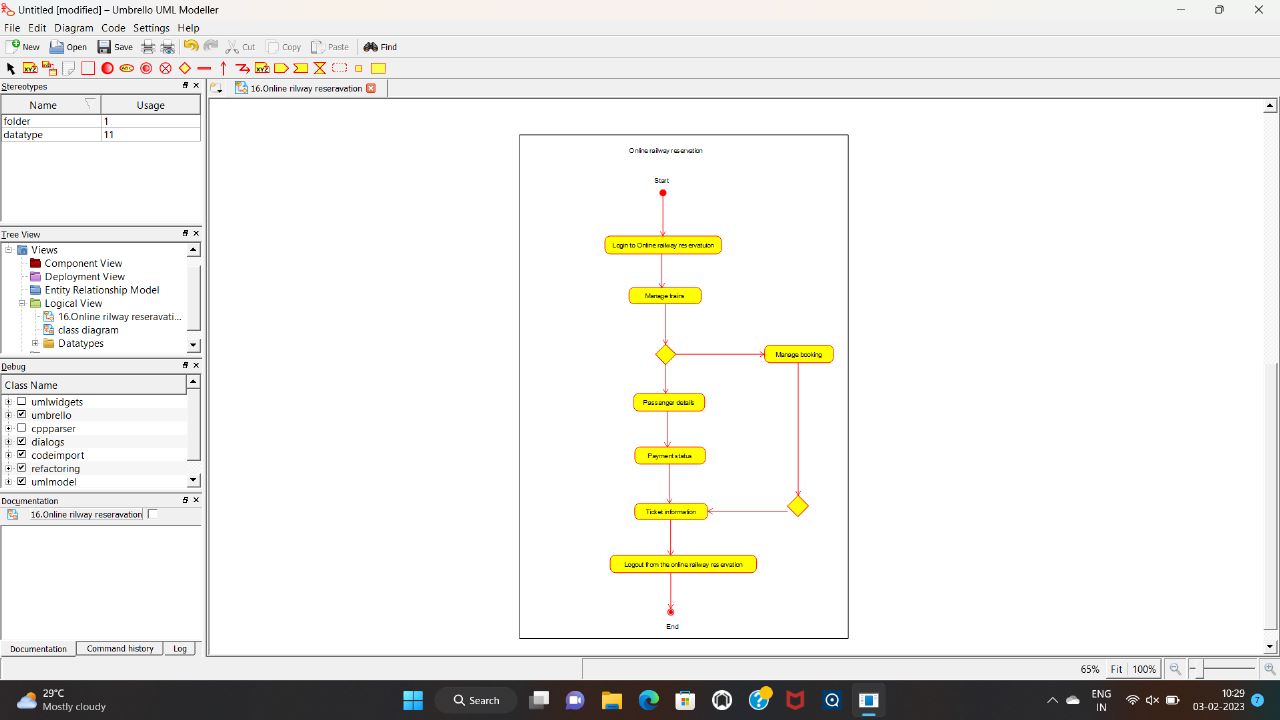 Untitled [modified] – Umbrello UML Modeller
File Edit Diagram Code Settings Help
New Open Save Cut Copy Paste Find
Stereotypes
Name Usage
folder 1
datatype 11
Tree View
Views
Component View
Deployment View
Entity Relationship Model
Logical View
16.Online rilway reseravati...
class diagram
Datatypes
Debug
Class Name
umlwidgets
umbrello
cppparser
dialogs
codeimport
refactoring
umlmodel
Documentation
16.Online rilway reseravation
Documentation Command history Log
16.Online rilway reseravation
Online railway reservation
Start
Login to Online railway reservatuion
Manage trains
Manage booking
Passanger details
Payment status
Ticket information
Logout from the online railway reservation
End
65% Fit 100%
29°C
Mostly cloudy
Search
ENG
IN
10:29
03-02-2023
7